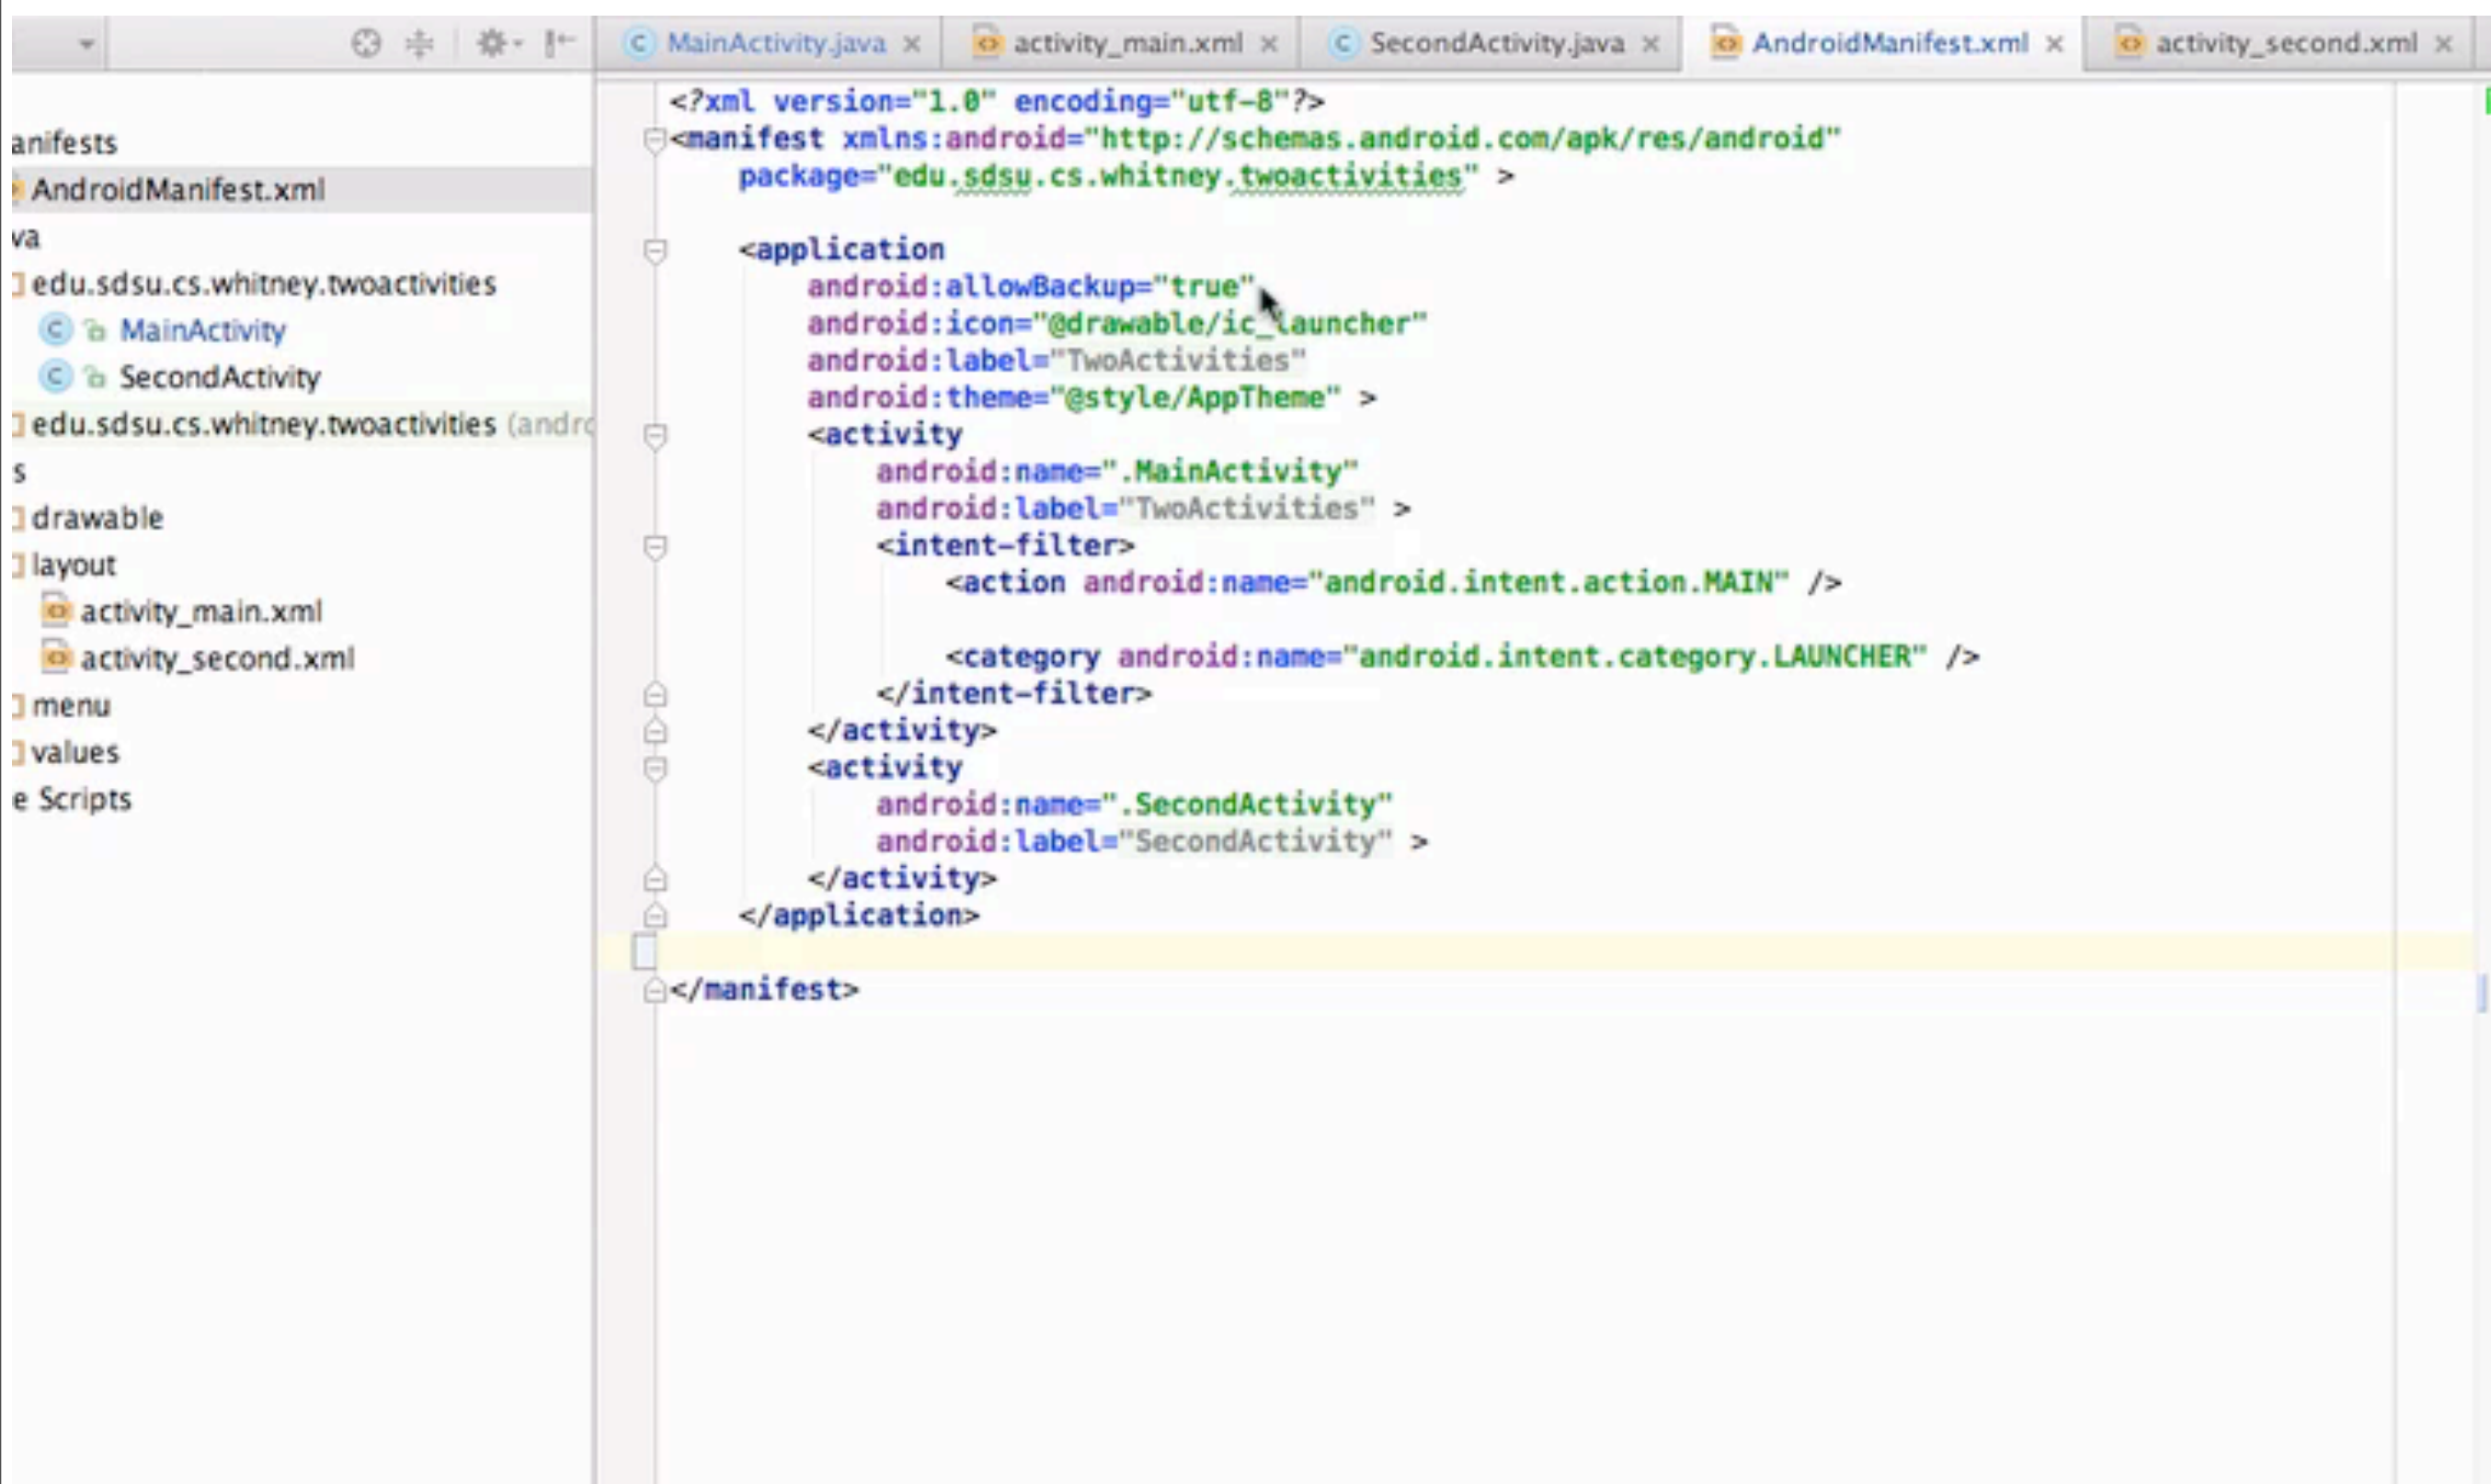 MainActivity.java activity_main.xml SecondActivity.java AndroidManifest.xml activity_second.xml
anifests
AndroidManifest.xml
va
edu.sdsu.cs.whitney.twoactivities
MainActivity
SecondActivity
edu.sdsu.cs.whitney.twoactivities (andro
s
drawable
layout
activity_main.xml
activity_second.xml
menu
values
e Scripts
<?xml version="1.0" encoding="utf-8"?>
<manifest xmlns:android="http://schemas.android.com/apk/res/android"
package="edu.sdsu.cs.whitney.twoactivities" >
<application
android:allowBackup="true"
android:icon="@drawable/ic_launcher"
android:label="TwoActivities"
android:theme="@style/AppTheme" >
<activity
android:name=".MainActivity"
android:label="TwoActivities" >
<intent-filter>
<action android:name="android.intent.action.MAIN" />
<category android:name="android.intent.category.LAUNCHER" />
</intent-filter>
</activity>
<activity
android:name=".SecondActivity"
android:label="SecondActivity" >
</activity>
</application>
</manifest>